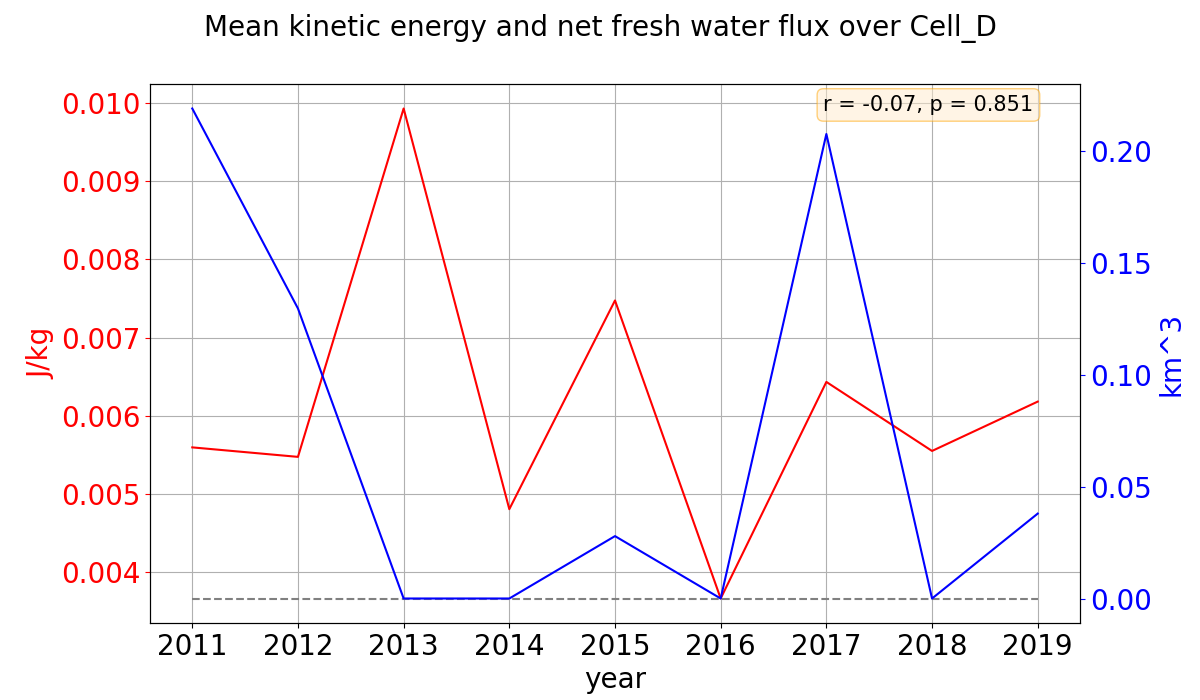 Mean kinetic energy and net fresh water flux over Cell_D
r = -0.07, p = 0.851
0.010
0.009
0.008
0.007
0.006
0.005
0.004
J/kg
0.20
0.15
0.10
0.05
0.00
km^3
2011 2012 2013 2014 2015 2016 2017 2018 2019
year